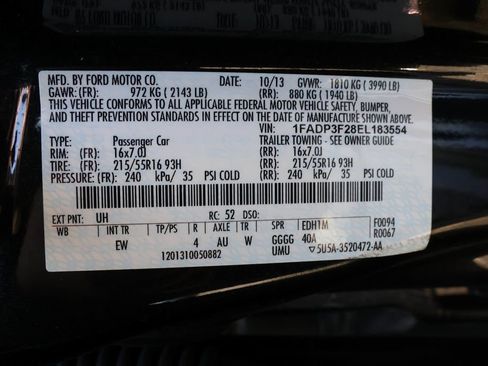 MFD. BY FORD MOTOR CO. DATE: 10/13 GVWR: 1810 KG ( 3990 LB)
GAWR: (FR): 972 KG ( 2143 LB) (RR): 880 KG ( 1940 LB)
THIS VEHICLE CONFORMS TO ALL APPLICABLE FEDERAL MOTOR VEHICLE SAFETY, BUMPER,
AND THEFT PREVENTION STANDARDS IN EFFECT ON THE DATE OF MANUFACTURE SHOWN ABOVE.
VIN: 1FADP3F28EL183554
TYPE: Passenger Car TRAILER TOWING - SEE OWNER GUIDE
RIM: (FR): 16x7.0J (RR): 16x7.0J
TIRE: (FR): 215/55R16 93H (RR): 215/55R16 93H
PRESSURE: (FR): 240 kPa/ 35 PSI COLD (RR): 240 kPa/ 35 PSI COLD
EXT PNT: UH RC: 52 DSO:
WB INT TR TP/PS R AXLE TR SPR EDH1M F0094
EW 4 AU W GGGG 40A R0067
1201310050882 UMU 5U5A-3520472-AA